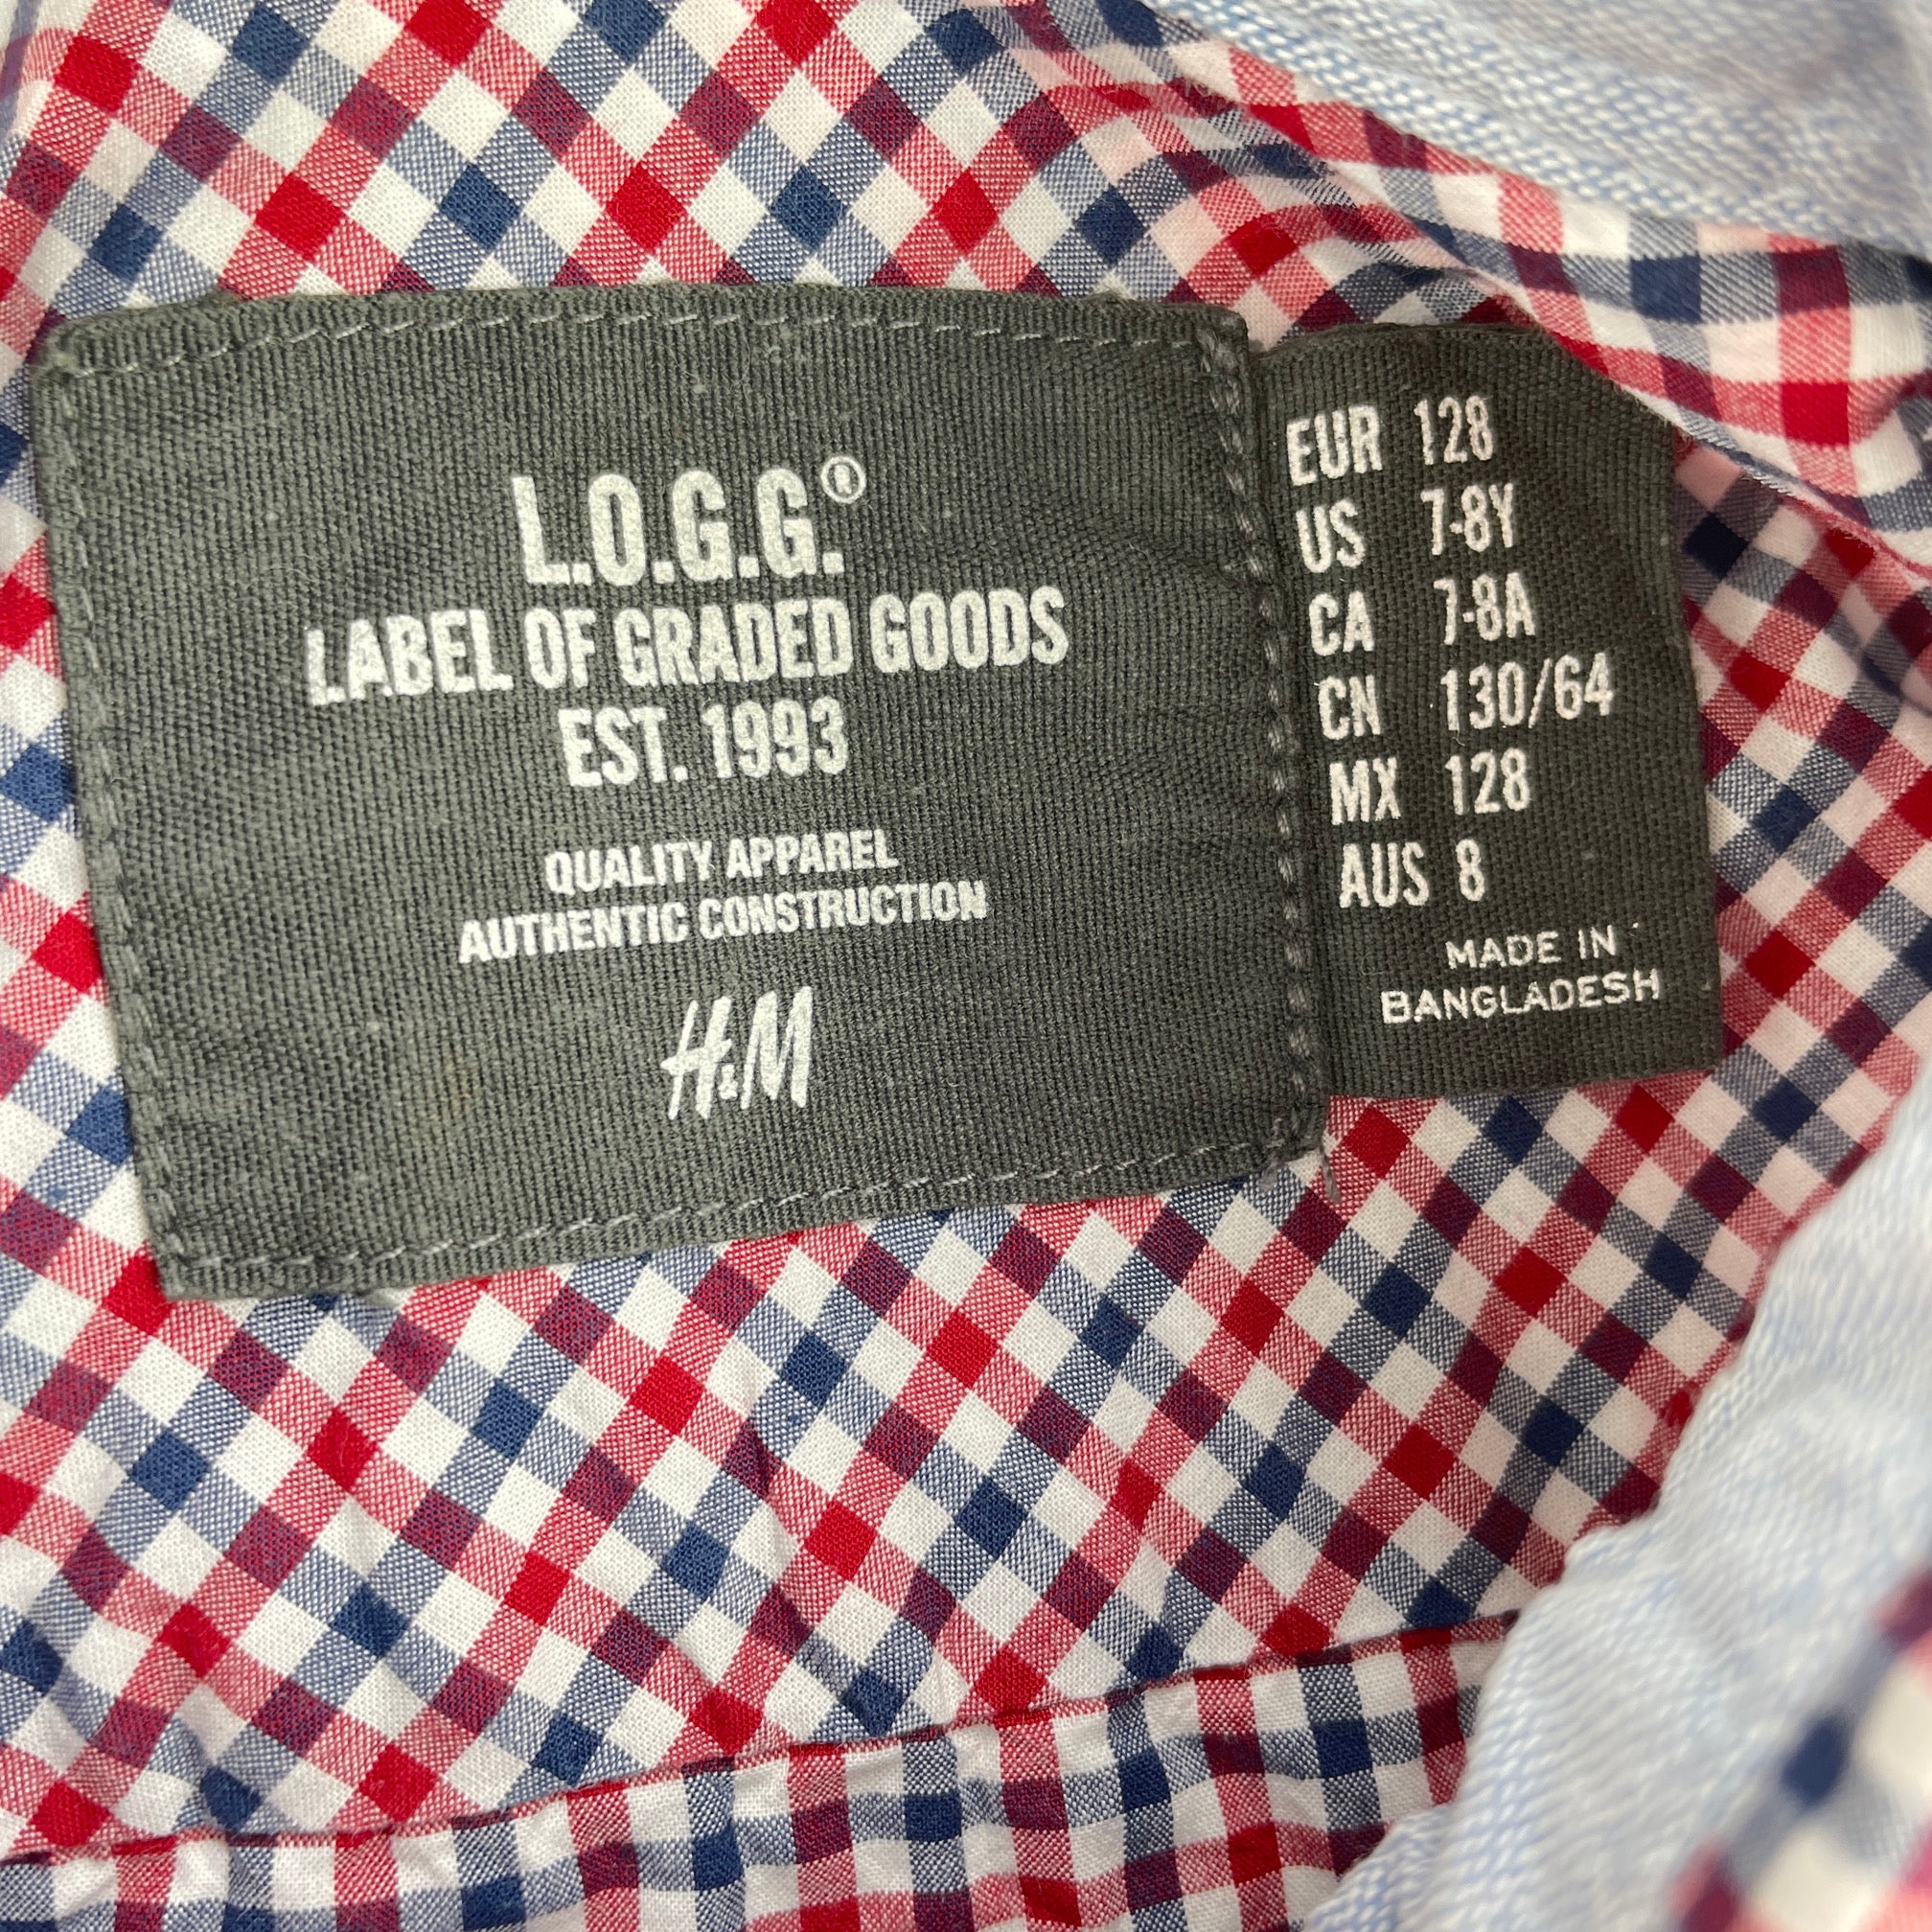 L.O.G.G.®
LABEL OF GRADED GOODS
EST. 1993
QUALITY APPAREL
AUTHENTIC CONSTRUCTION
H&M
EUR 128
US 7-8Y
CA 7-8A
CN 130/64
MX 128
AUS 8
MADE IN
BANGLADESH